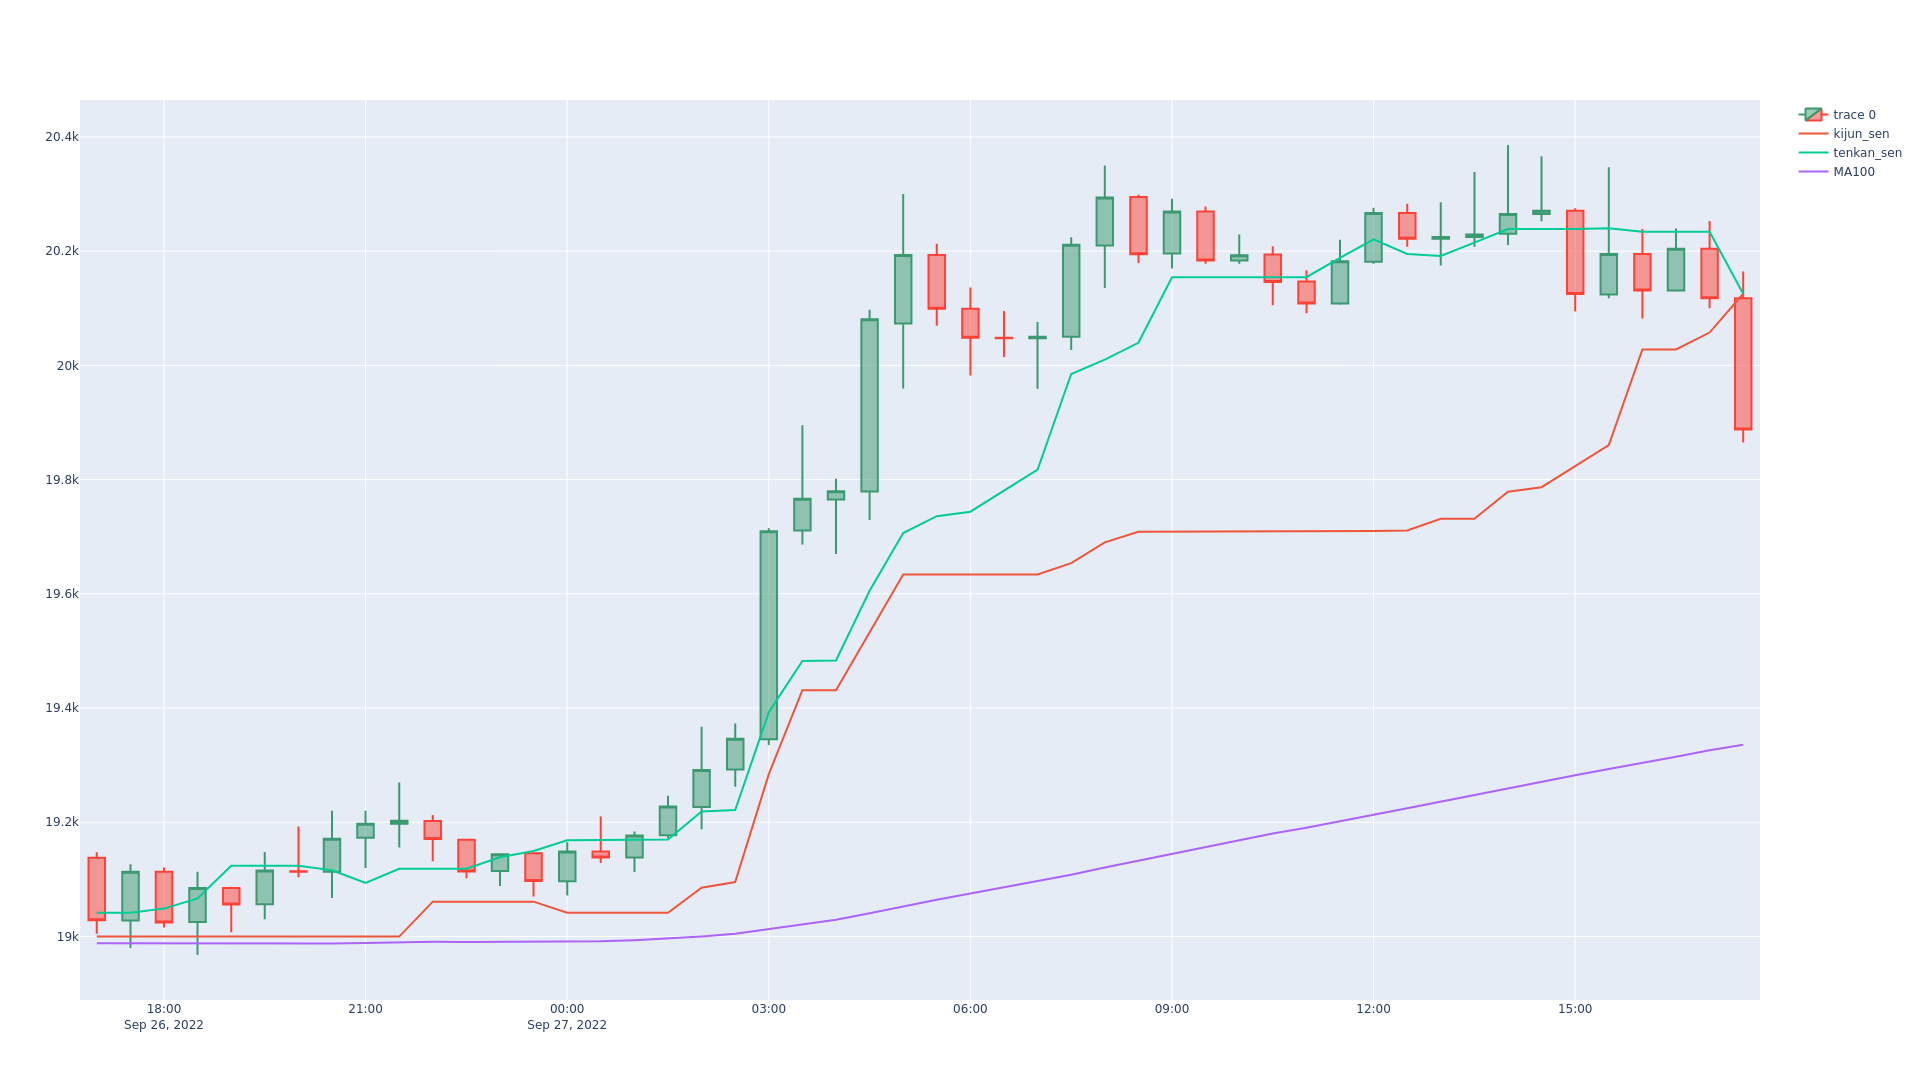 20.4k
20.2k
20k
19.8k
19.6k
19.4k
19.2k
19k
18:00
Sep 26, 2022
21:00
00:00
Sep 27, 2022
03:00
06:00
09:00
12:00
15:00
trace 0
kijun_sen
tenkan_sen
MA100